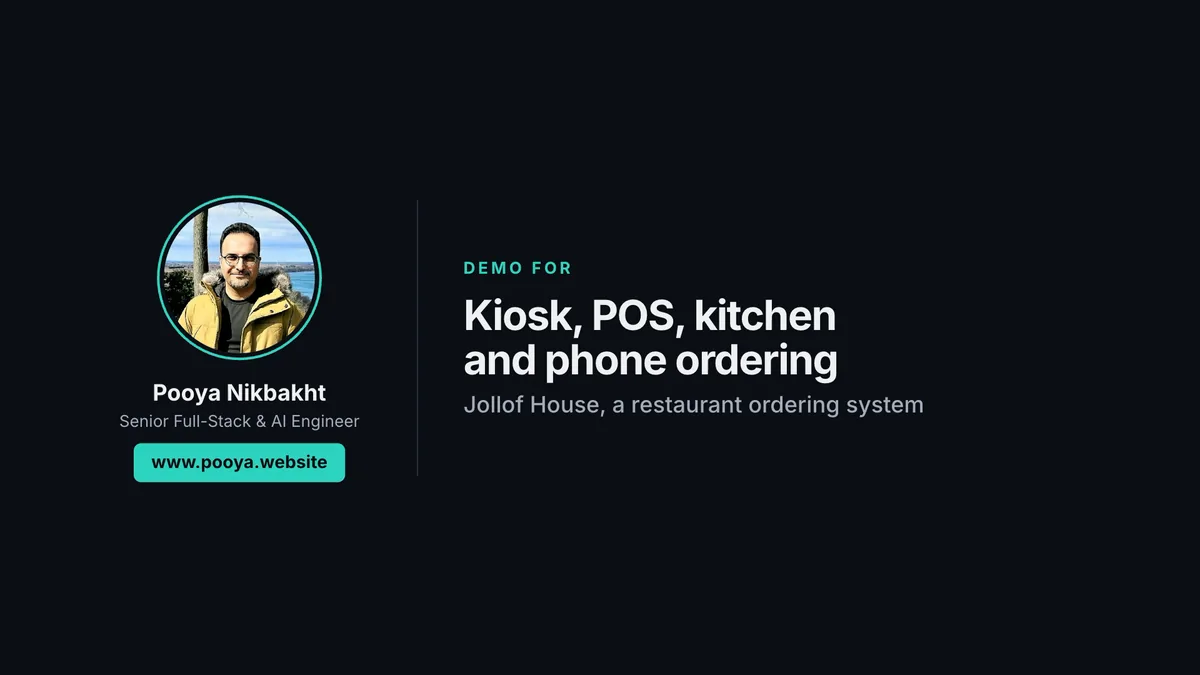 Pooya Nikbakht
Senior Full-Stack & AI Engineer
www.pooya.website
DEMO FOR
Kiosk, POS, kitchen
and phone ordering
Jollof House, a restaurant ordering system